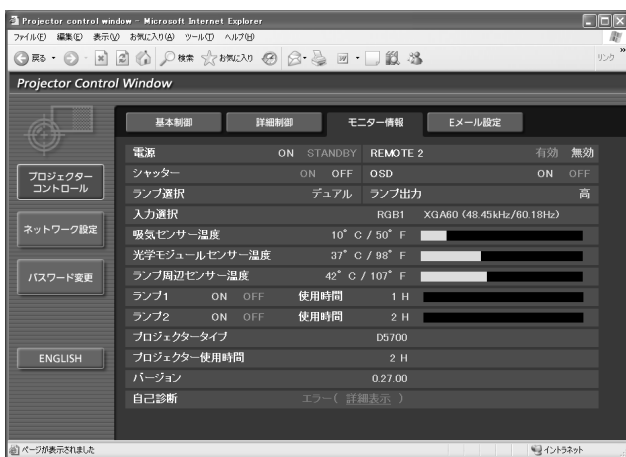 Projector control window - Microsoft Internet Explorer
ファイル(F) 編集(E) 表示(V) お気に入り(A) ツール(T) ヘルプ(H)
戻る 検索 お気に入り リンク »
Projector Control Window
基本制御 詳細制御 モニター情報 Eメール設定
プロジェクター
コントロール
ネットワーク設定
パスワード変更
ENGLISH
電源 ON STANDBY REMOTE 2 有効 無効
シャッター ON OFF OSD ON OFF
ランプ選択 デュアル ランプ出力 高
入力選択 RGB1 XGA60 (48.45kHz/60.18Hz)
吸気センサー温度 10° C / 50° F
光学モジュールセンサー温度 37° C / 98° F
ランプ周辺センサー温度 42° C / 107° F
ランプ1 ON OFF 使用時間 1 H
ランプ2 ON OFF 使用時間 2 H
プロジェクタータイプ D5700
プロジェクター使用時間 2 H
バージョン 0.27.00
自己診断 エラー( 詳細表示 )
ページが表示されました イントラネット